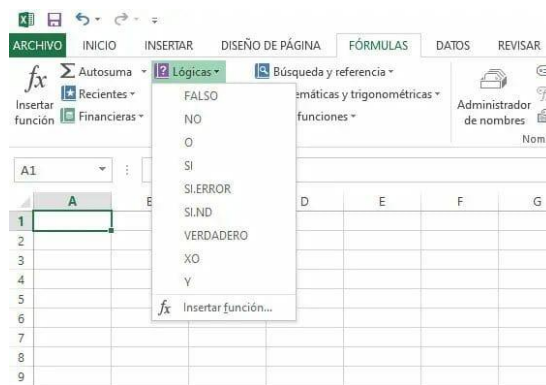 ARCHIVO INICIO INSERTAR DISEÑO DE PÁGINA FÓRMULAS DATOS REVISAR
fx Insertar función
Autosuma
Recientes
Financieras
Lógicas
Búsqueda y referencia
emáticas y trigonométricas
funciones
Administrador de nombres
Nom
FALSO
NO
O
SI
SI.ERROR
SI.ND
VERDADERO
XO
Y
fx Insertar función...
A1
A D E F G
1
2
3
4
5
6
7
8
9